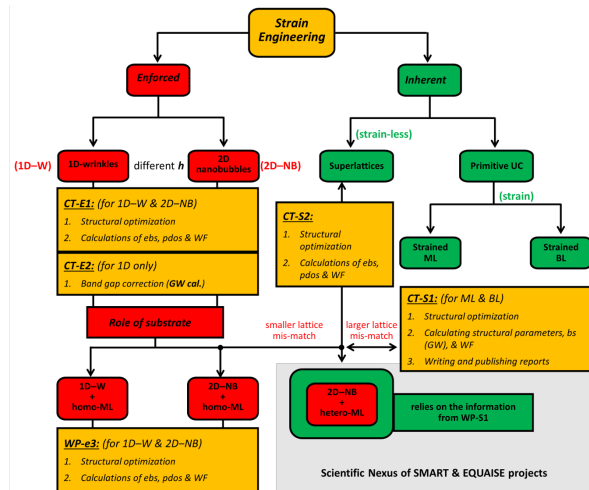 Strain
Engineering
Enforced
Inherent
(strain-less)
(1D–W)
1D-wrinkles
different h
2D
nanobubbles
(2D–NB)
Superlattices
Primitive UC
(strain)
CT-E1: (for 1D–W & 2D–NB)
1. Structural optimization
2. Calculations of ebs, pdos & WF
CT-E2: (for 1D only)
1. Band gap correction (GW cal.)
CT-S2:
1. Structural
optimization
2. Calculations of ebs,
pdos & WF
Strained
ML
Strained
BL
CT-S1: (for ML & BL)
1. Structural optimization
2. Calculating structural parameters, bs
(GW), & WF
3. Writing and publishing reports
Role of substrate
smaller lattice
mis-match
larger lattice
mis-match
1D–W
+
homo-ML
2D–NB
+
homo-ML
2D–NB
+
hetero-ML
relies on the information
from WP-S1
WP-e3: (for 1D–W & 2D–NB)
1. Structural optimization
2. Calculations of ebs, pdos & WF
Scientific Nexus of SMART & EQUAISE projects